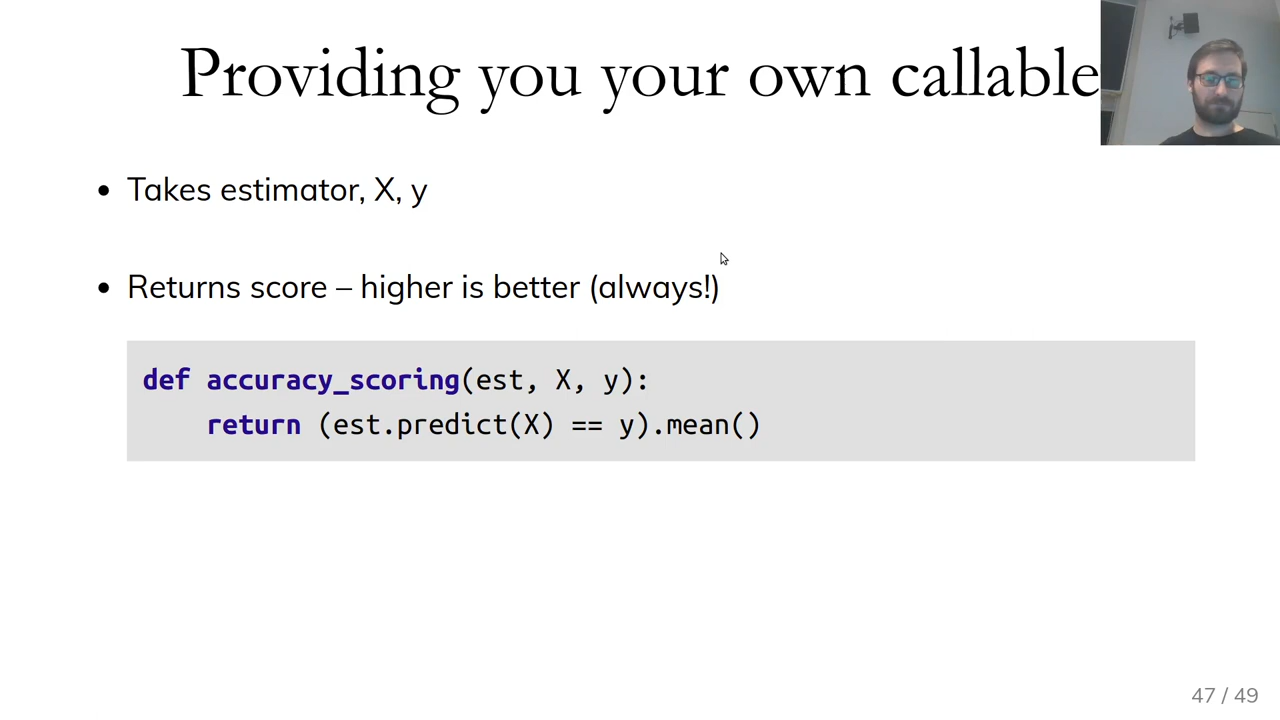 Providing you your own callable
• Takes estimator, X, y
• Returns score – higher is better (always!)
def accuracy_scoring(est, X, y):
    return (est.predict(X) == y).mean()
47 / 49